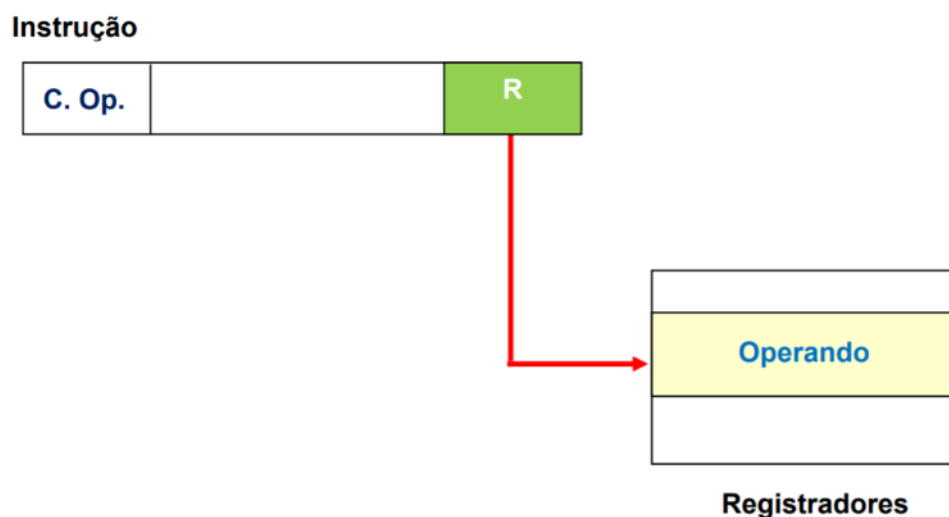 Instrução
C. Op.
R
Operando
Registradores